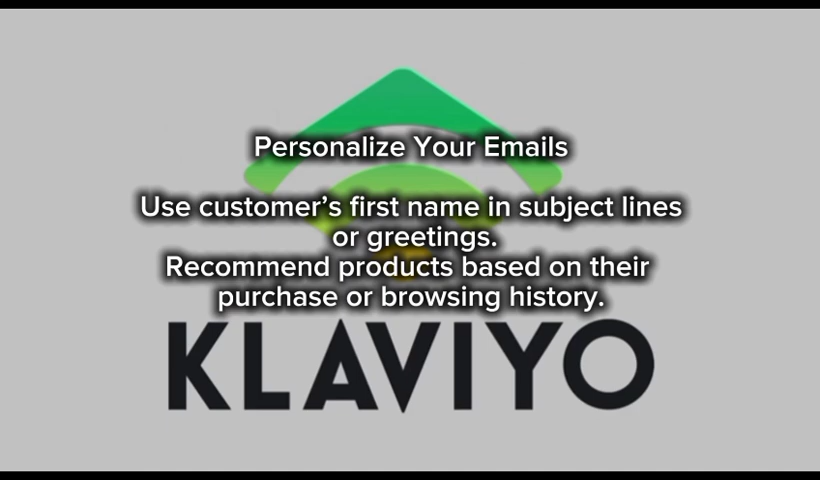 Personalize Your Emails
Use customer’s first name in subject lines
or greetings.
Recommend products based on their
purchase or browsing history.
KLAVIYO